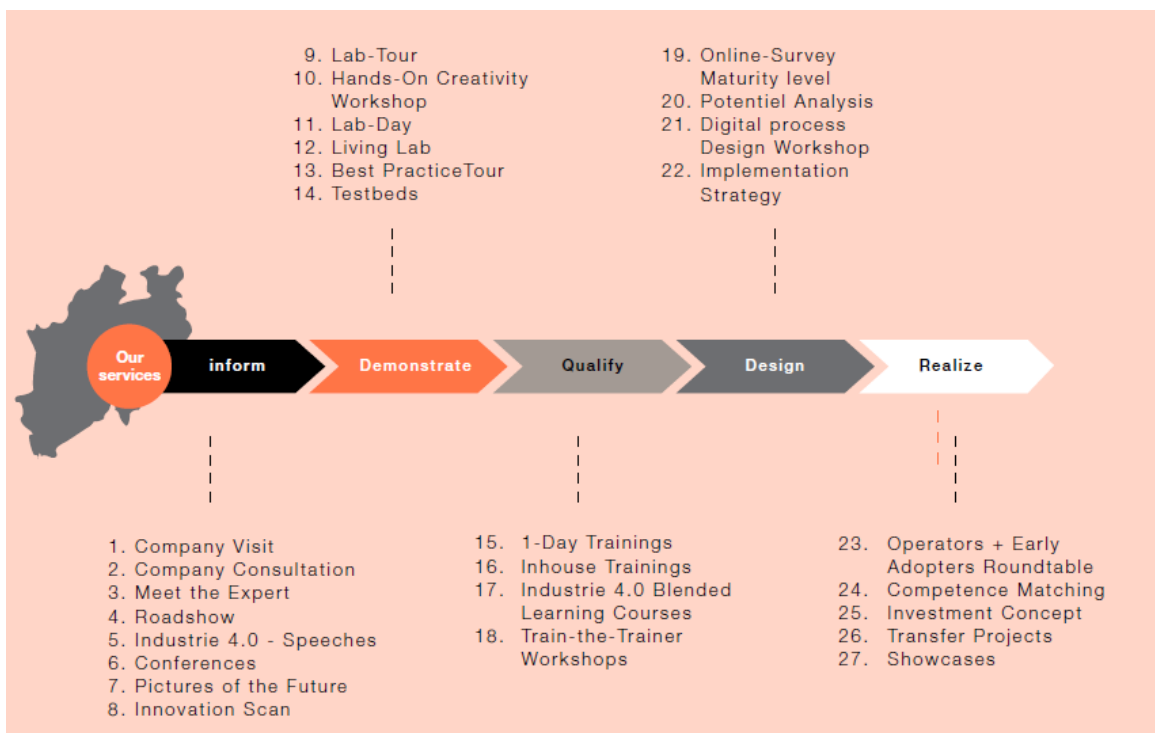 9. Lab-Tour
10. Hands-On Creativity
Workshop
11. Lab-Day
12. Living Lab
13. Best PracticeTour
14. Testbeds
19. Online-Survey
Maturity level
20. Potentiel Analysis
21. Digital process
Design Workshop
22. Implementation
Strategy
Our
services
inform
Demonstrate
Qualify
Design
Realize
1. Company Visit
2. Company Consultation
3. Meet the Expert
4. Roadshow
5. Industrie 4.0 - Speeches
6. Conferences
7. Pictures of the Future
8. Innovation Scan
15. 1-Day Trainings
16. Inhouse Trainings
17. Industrie 4.0 Blended
Learning Courses
18. Train-the-Trainer
Workshops
23. Operators + Early
Adopters Roundtable
24. Competence Matching
25. Investment Concept
26. Transfer Projects
27. Showcases